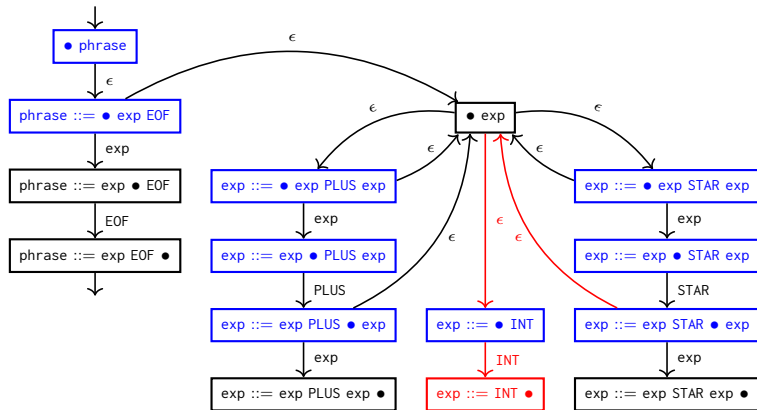 ● phrase
ϵ
ϵ
phrase ::= ● exp EOF
ϵ
● exp
ϵ
exp
ϵ
ϵ
phrase ::= exp ● EOF
exp ::= ● exp PLUS exp
exp ::= ● exp STAR exp
EOF
exp
ϵ
exp
ϵ
ϵ
phrase ::= exp EOF ●
exp ::= exp ● PLUS exp
exp ::= exp ● STAR exp
PLUS
STAR
exp ::= exp PLUS ● exp
exp ::= ● INT
exp ::= exp STAR ● exp
exp
INT
exp
exp ::= exp PLUS exp ●
exp ::= INT ●
exp ::= exp STAR exp ●